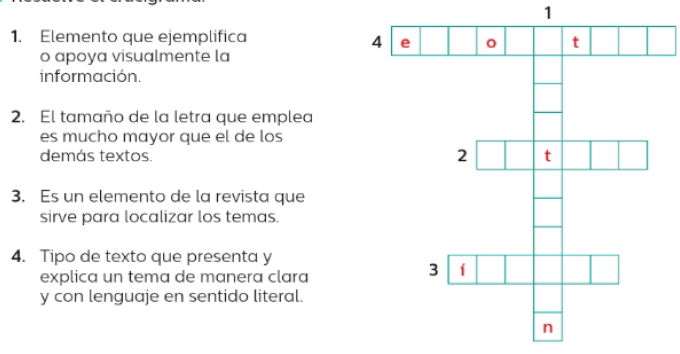 1. Elemento que ejemplifica
o apoya visualmente la
información.
2. El tamaño de la letra que emplea
es mucho mayor que el de los
demás textos.
3. Es un elemento de la revista que
sirve para localizar los temas.
4. Tipo de texto que presenta y
explica un tema de manera clara
y con lenguaje en sentido literal.
1
4 e o t
2 t
3 í
n